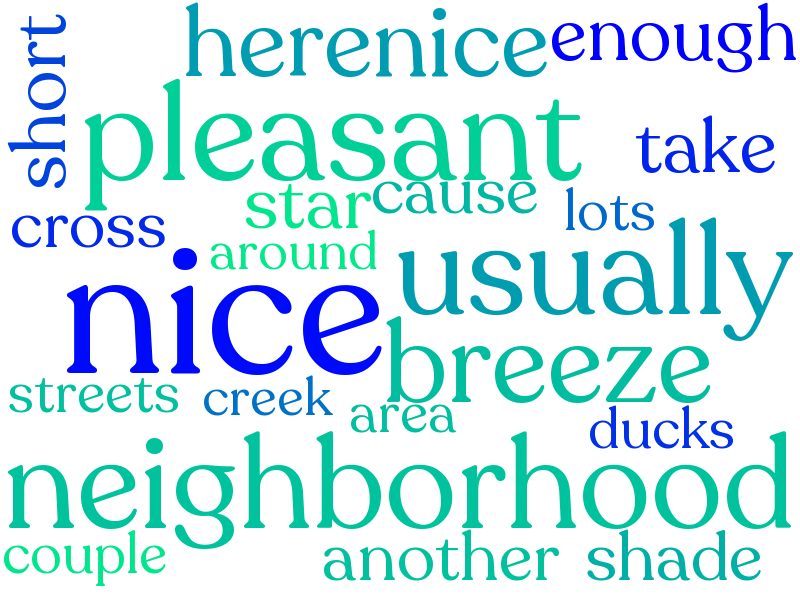 short
herenice
enough
pleasant
take
star
cause
lots
cross
around
usually
nice
breeze
streets
creek
area
ducks
neighborhood
couple
another
shade